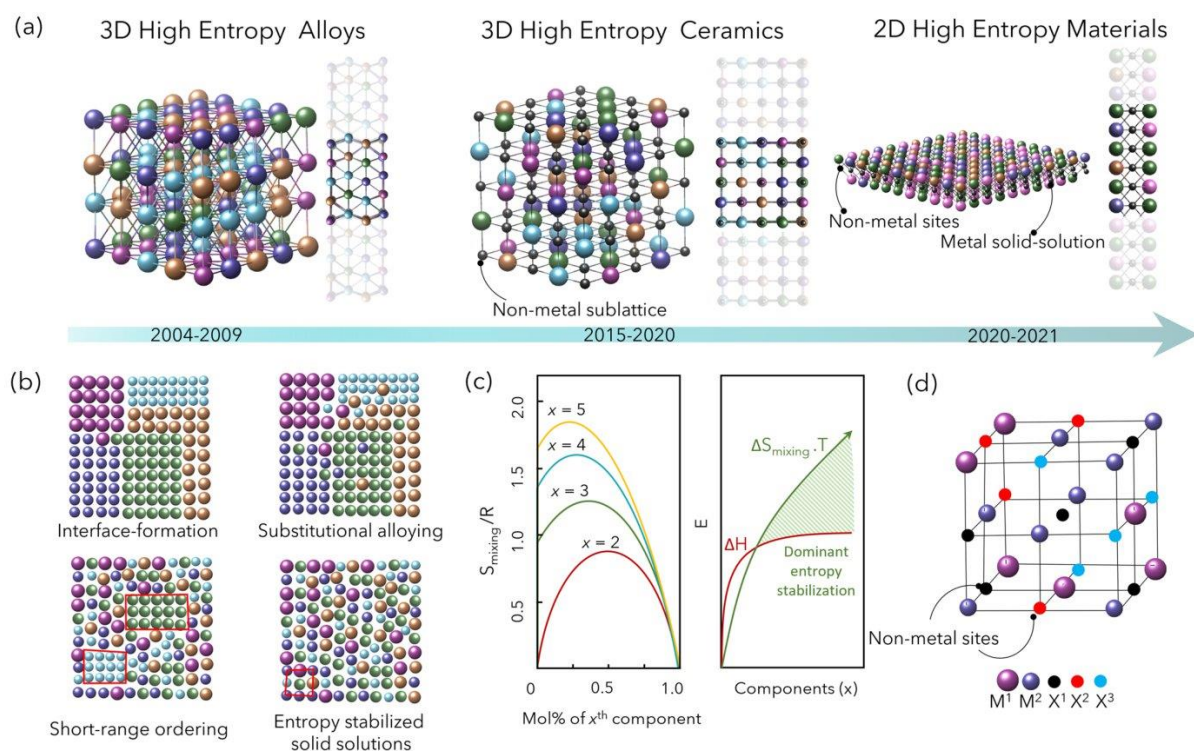 (a)
3D High Entropy Alloys
3D High Entropy Ceramics
2D High Entropy Materials
Non-metal sites
Metal solid-solution
Non-metal sublattice
2004-2009
2015-2020
2020-2021
(b)
Interface-formation
Substitutional alloying
Short-range ordering
Entropy stabilized
solid solutions
(c)
S_mixing/R
2.0
1.5
1.0
0.5
x = 5
x = 4
x = 3
x = 2
0
0.5
1.0
Mol% of xᵗʰ component
E
ΔS_mixing.T
ΔH
Dominant
entropy
stabilization
Components (x)
(d)
Non-metal sites
M¹ M² X¹ X² X³